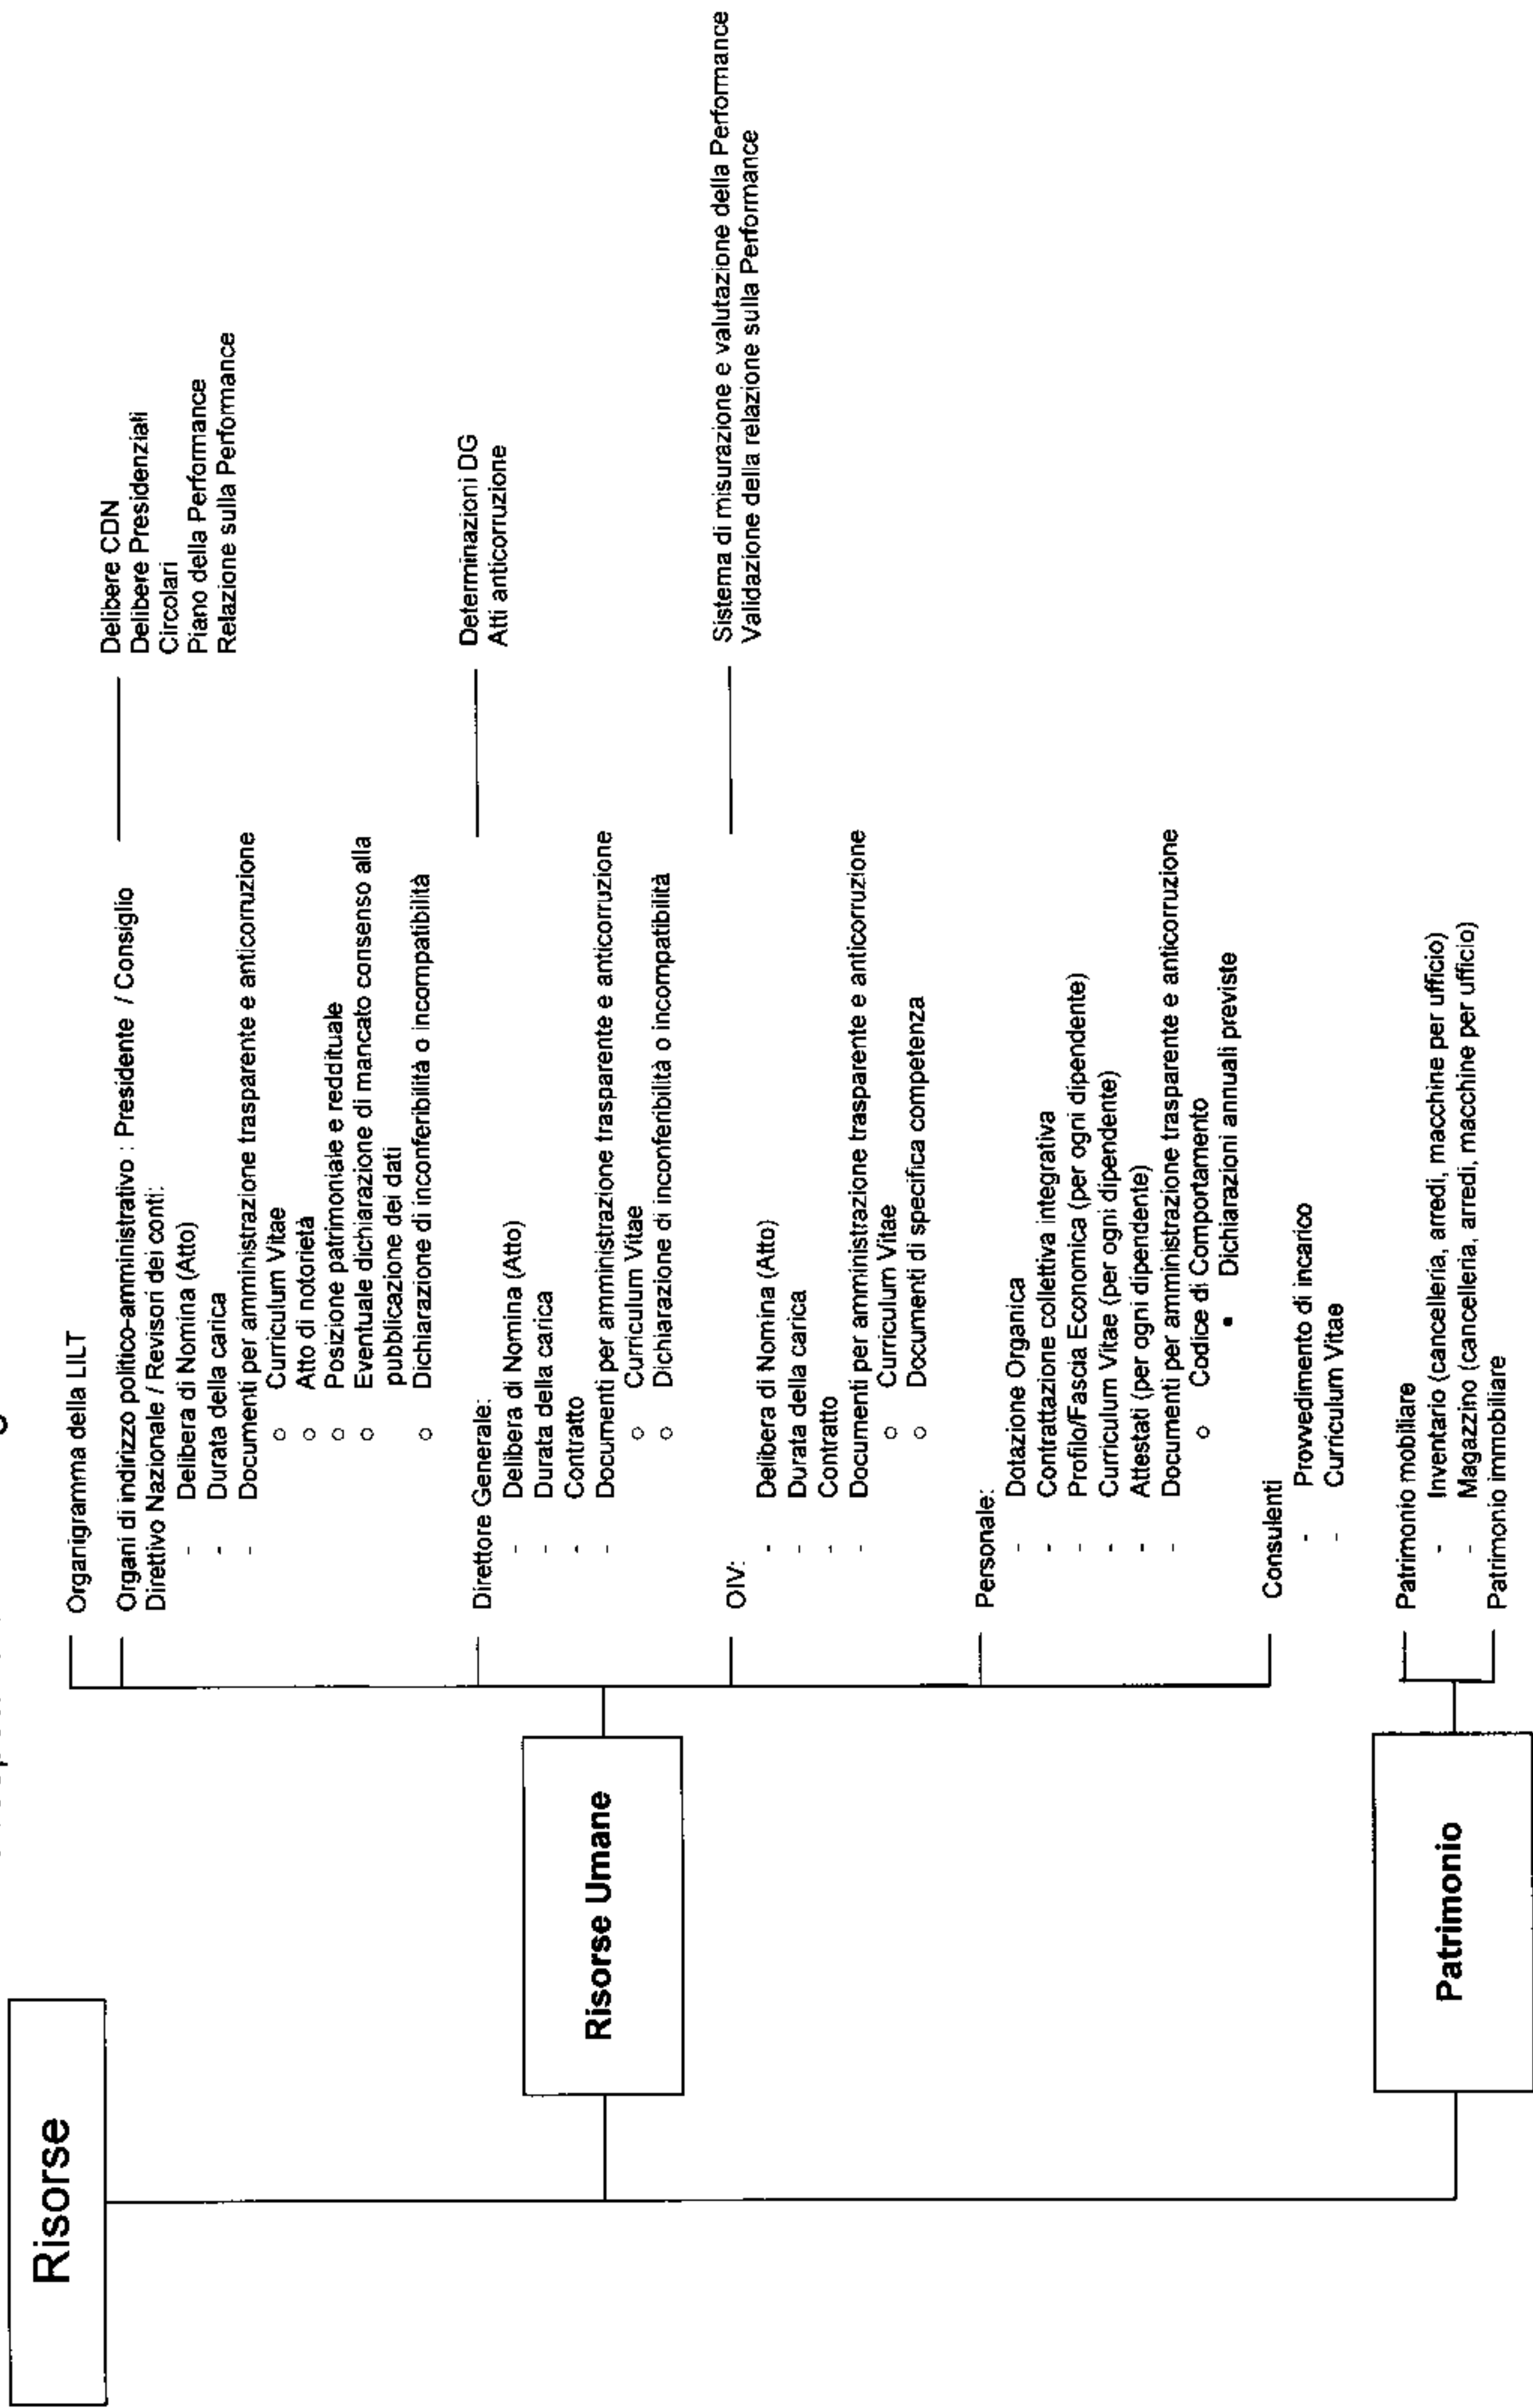 Risorse
Risorse Umane
Organigramma della LILT
Organi di indirizzo politico-amministrativo : Presidente / Consiglio
Direttivo Nazionale / Revisori dei conti:
- Delibera di Nomina (Atto)
- Durata della carica
- Documenti per amministrazione trasparente e anticorruzione
○ Curriculum Vitae
○ Atto di notorietà
○ Posizione patrimoniale e reddituale
○ Eventuale dichiarazione di mancato consenso alla
pubblicazione dei dati
○ Dichiarazione di inconferibilità o incompatibilità
Delibere CDN
Delibere Presidenziali
Circolari
Piano della Performance
Relazione sulla Performance
Direttore Generale:
- Delibera di Nomina (Atto)
- Durata della carica
- Contratto
- Documenti per amministrazione trasparente e anticorruzione
○ Curriculum Vitae
○ Dichiarazione di inconferibilità o incompatibilità
Determinazioni DG
Atti anticorruzione
OIV:
- Delibera di Nomina (Atto)
- Durata della carica
- Contratto
- Documenti per amministrazione trasparente e anticorruzione
○ Curriculum Vitae
○ Documenti di specifica competenza
Sistema di misurazione e valutazione della Performance
Validazione della relazione sulla Performance
Personale:
- Dotazione Organica
- Contrattazione collettiva integrativa
- Profilo/Fascia Economica (per ogni dipendente)
- Curriculum Vitae (per ogni dipendente)
- Attestati (per ogni dipendente)
- Documenti per amministrazione trasparente e anticorruzione
○ Codice di Comportamento
• Dichiarazioni annuali previste
Consulenti
- Provvedimento di incarico
- Curriculum Vitae
Patrimonio
Patrimonio mobiliare
- Inventario (cancelleria, arredi, macchine per ufficio)
- Magazzino (cancelleria, arredi, macchine per ufficio)
Patrimonio immobiliare